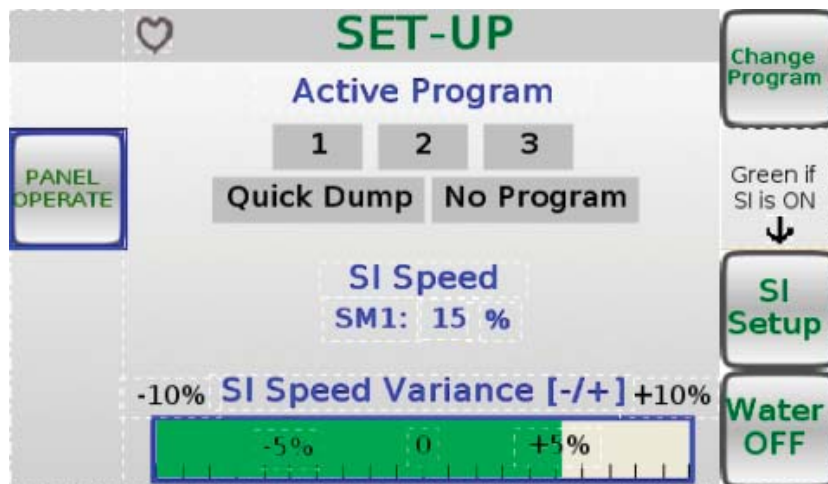 SET-UP
Change
Program
Active Program
1 2 3
PANEL
OPERATE
Quick Dump No Program
Green if
SI is ON
SI Speed
SM1: 15 %
SI
Setup
-10% SI Speed Variance [-/+] +10%
-5% 0 +5%
Water
OFF